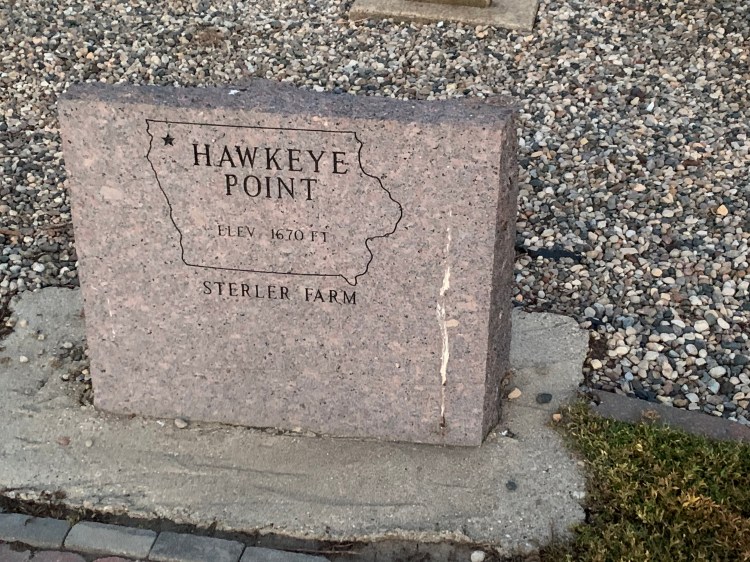 HAWKEYE
POINT
ELEV 1670 FT
STERLER FARM